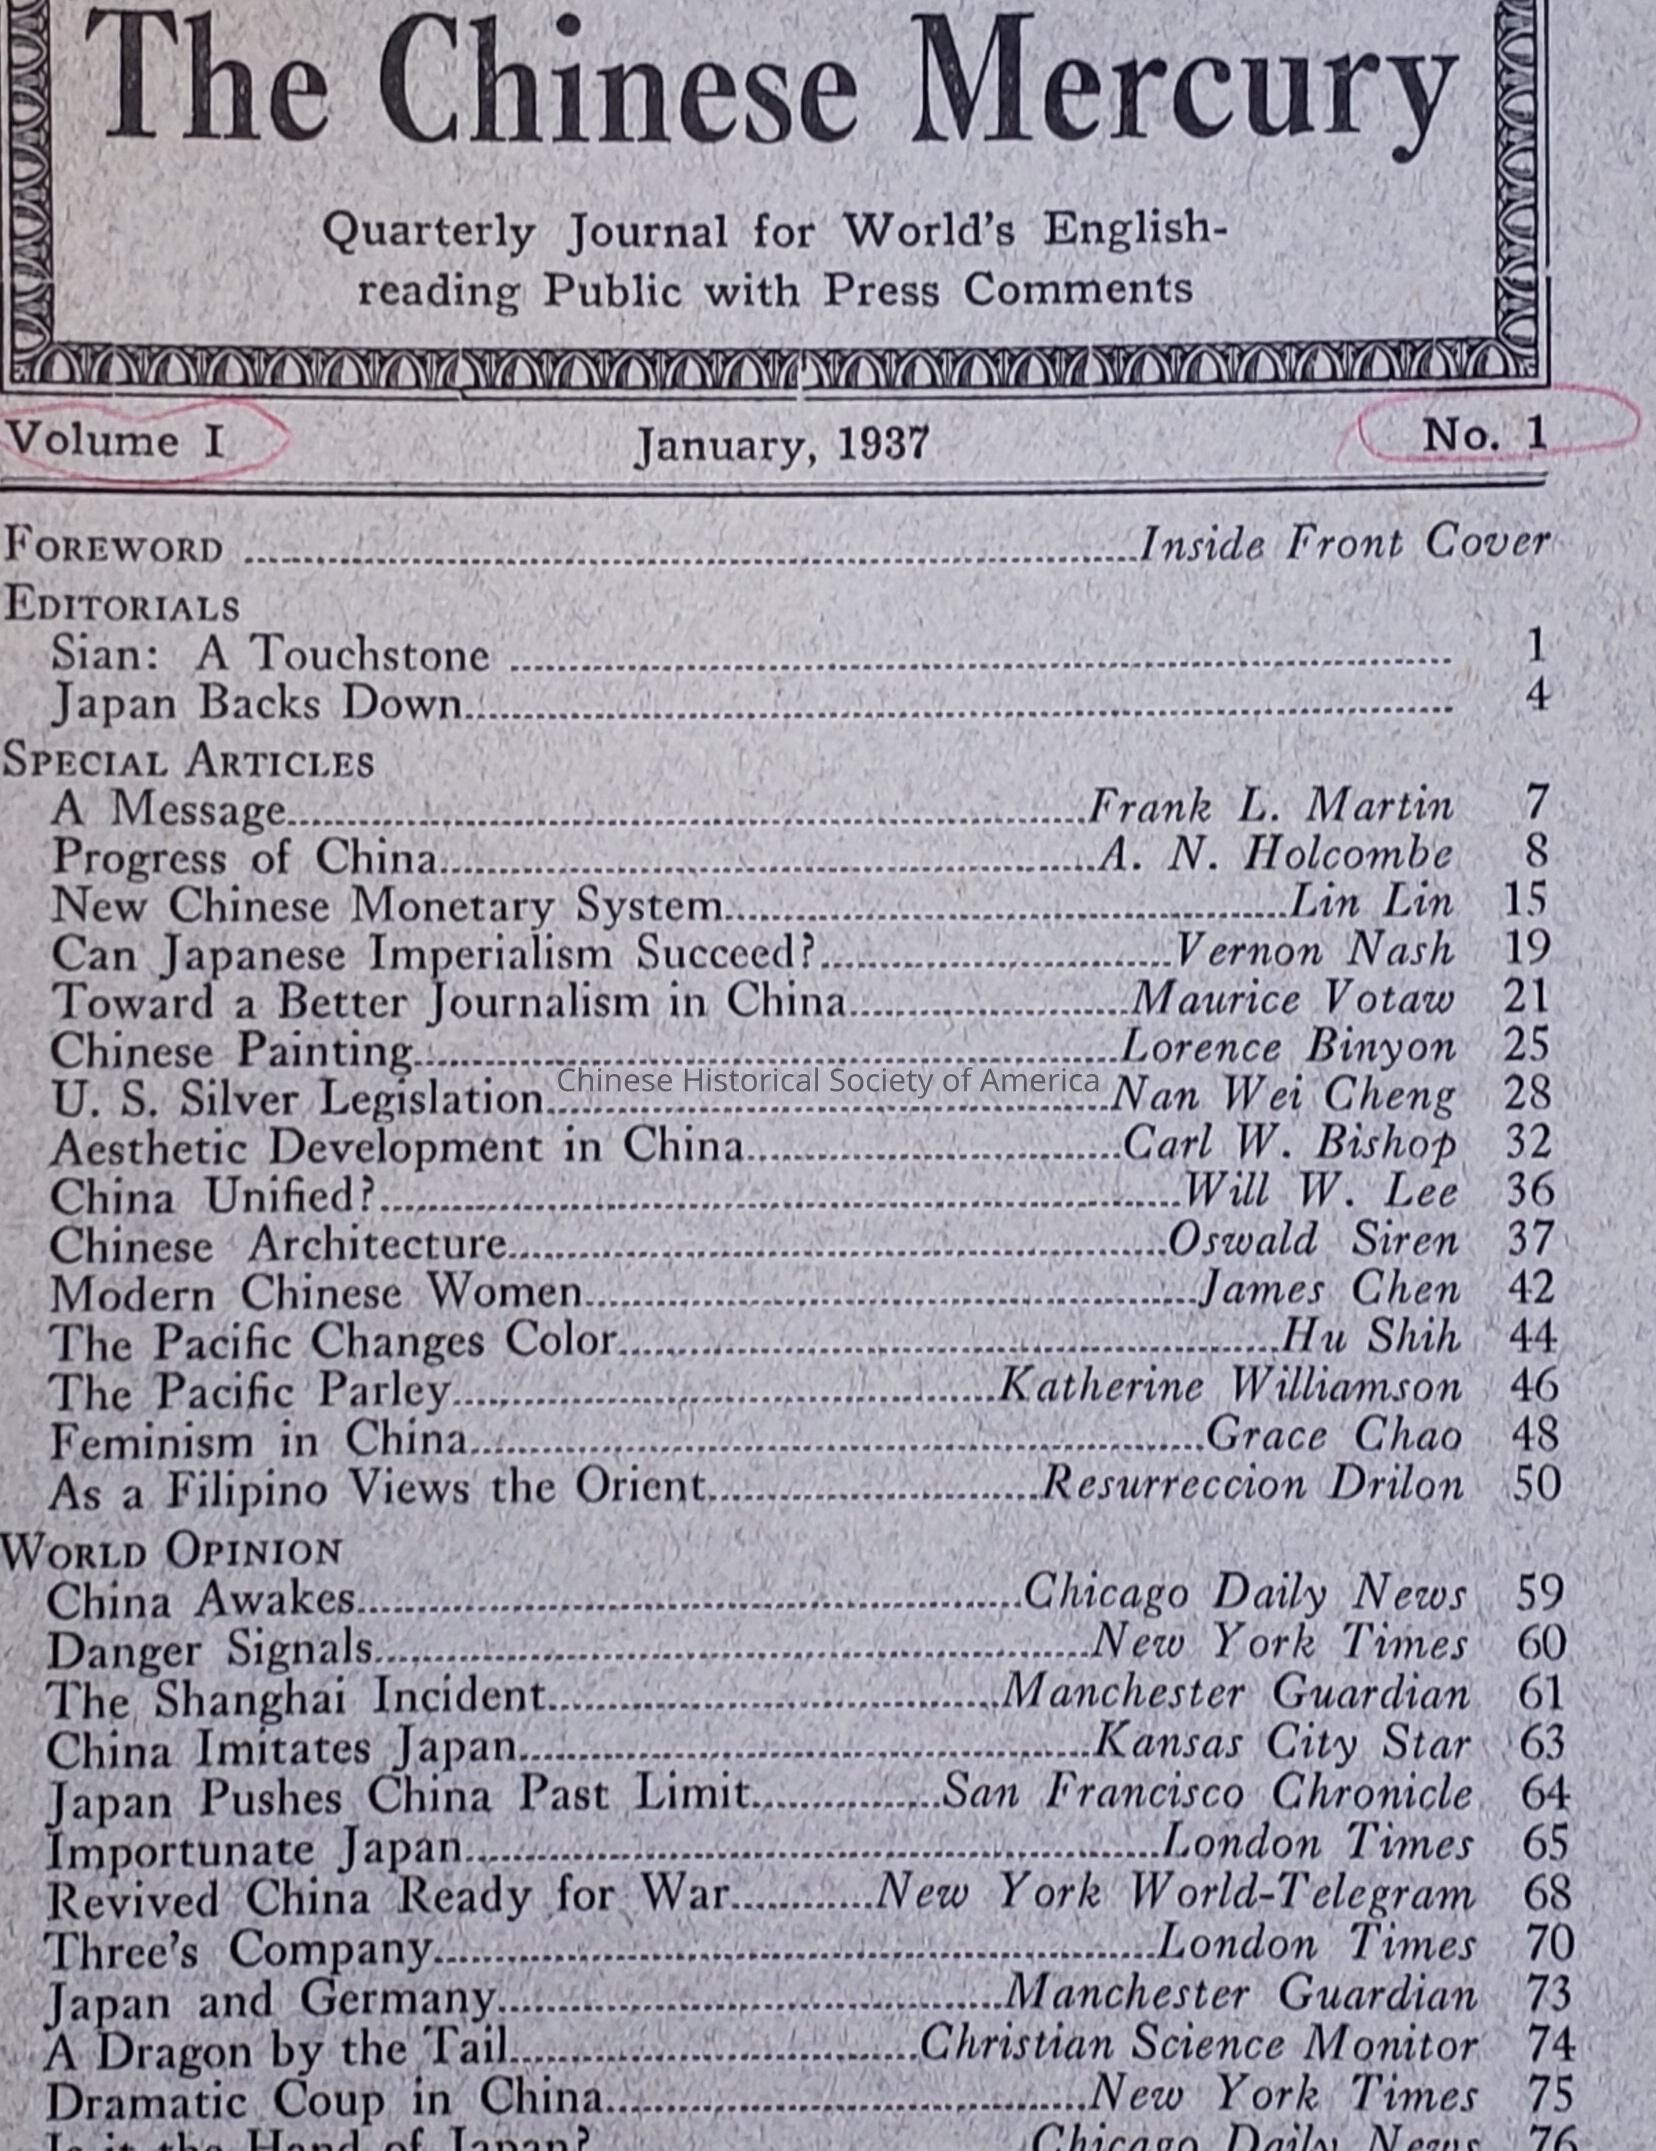 The Chinese Mercury
Quarterly Journal for World's English-
reading Public with Press Comments
Volume I January, 1937 No. 1
FOREWORD ........ Inside Front Cover
EDITORIALS
Sian: A Touchstone ........ 1
Japan Backs Down ........ 4
SPECIAL ARTICLES
A Message ........ Frank L. Martin 7
Progress of China ........ A. N. Holcombe 8
New Chinese Monetary System ........ Lin Lin 15
Can Japanese Imperialism Succeed? ........ Vernon Nash 19
Toward a Better Journalism in China ........ Maurice Votaw 21
Chinese Painting ........ Lorence Binyon 25
Chinese Historical Society of America
U. S. Silver Legislation ........ Nan Wei Cheng 28
Aesthetic Development in China ........ Carl W. Bishop 32
China Unified? ........ Will W. Lee 36
Chinese Architecture ........ Oswald Siren 37
Modern Chinese Women ........ James Chen 42
The Pacific Changes Color ........ Hu Shih 44
The Pacific Parley ........ Katherine Williamson 46
Feminism in China ........ Grace Chao 48
As a Filipino Views the Orient ........ Resurreccion Drilon 50
WORLD OPINION
China Awakes ........ Chicago Daily News 59
Danger Signals ........ New York Times 60
The Shanghai Incident ........ Manchester Guardian 61
China Imitates Japan ........ Kansas City Star 63
Japan Pushes China Past Limit ........ San Francisco Chronicle 64
Importunate Japan ........ London Times 65
Revived China Ready for War ........ New York World-Telegram 68
Three's Company ........ London Times 70
Japan and Germany ........ Manchester Guardian 73
A Dragon by the Tail ........ Christian Science Monitor 74
Dramatic Coup in China ........ New York Times 75
Is it the Hand of Japan? ........ Chicago Daily News 76